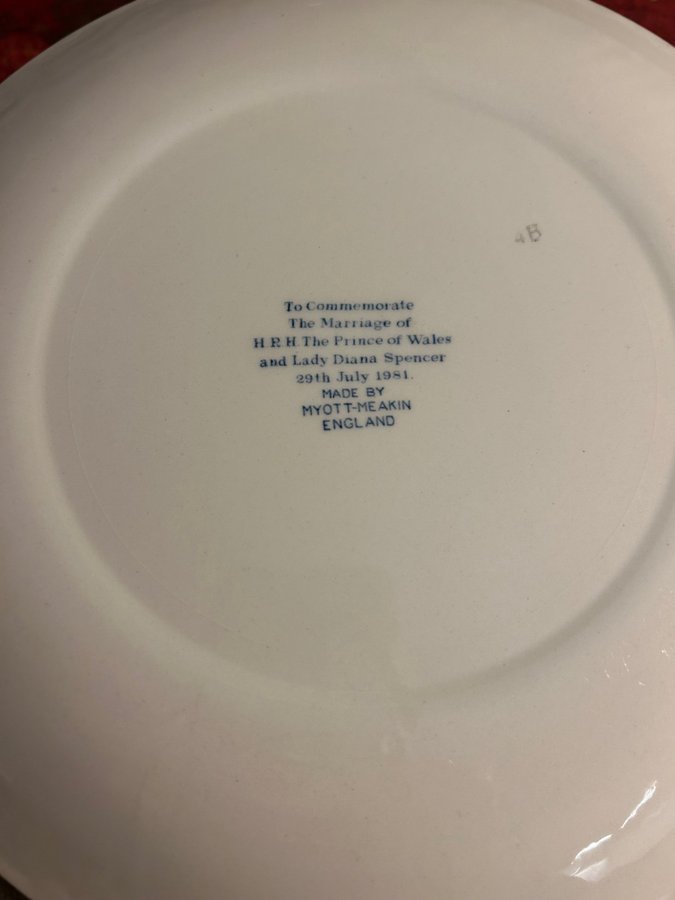 To Commemorate
The Marriage of
H.R.H. The Prince of Wales
and Lady Diana Spencer
29th July 1981.
MADE BY
MYOTT-MEAKIN
ENGLAND